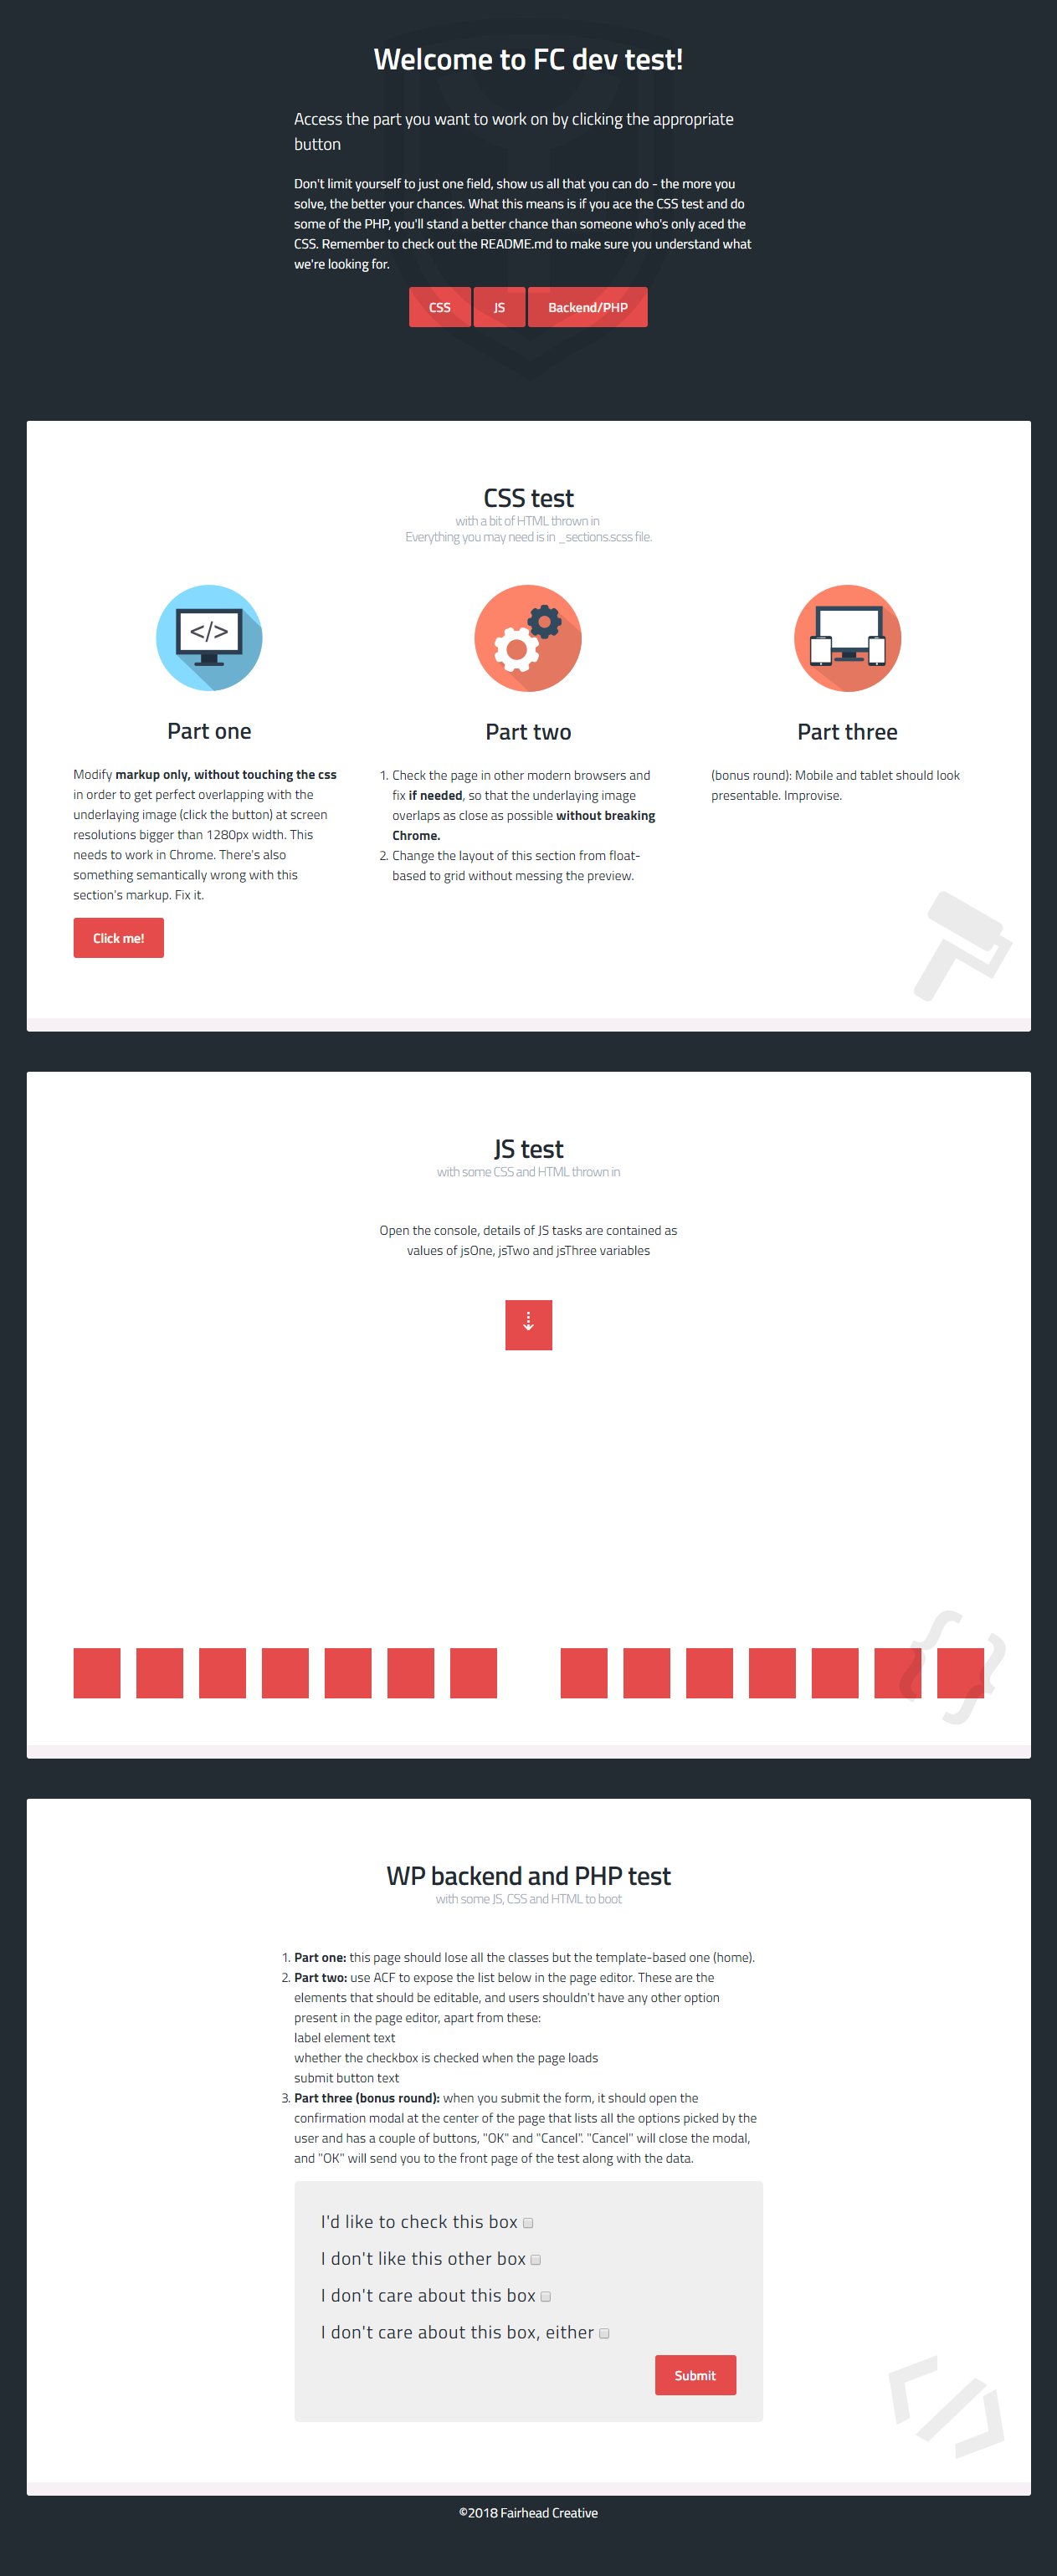 Welcome to FC dev test!
Access the part you want to work on by clicking the appropriate
button
Don't limit yourself to just one field, show us all that you can do - the more you
solve, the better your chances. What this means is if you ace the CSS test and do
some of the PHP, you'll stand a better chance than someone who's only aced the
CSS. Remember to check out the README.md to make sure you understand what
we're looking for.
CSS JS Backend/PHP
CSS test
with a bit of HTML thrown in
Everything you may need is in _sections.scss file.
</>
Part one
Modify markup only, without touching the css
in order to get perfect overlapping with the
underlaying image (click the button) at screen
resolutions bigger than 1280px width. This
needs to work in Chrome. There's also
something semantically wrong with this
section's markup. Fix it.
Click me!
Part two
1. Check the page in other modern browsers and
fix if needed, so that the underlaying image
overlaps as close as possible without breaking
Chrome.
2. Change the layout of this section from float-
based to grid without messing the preview.
Part three
(bonus round): Mobile and tablet should look
presentable. Improvise.
JS test
with some CSS and HTML thrown in
Open the console, details of JS tasks are contained as
values of jsOne, jsTwo and jsThree variables
{}
WP backend and PHP test
with some JS, CSS and HTML to boot
1. Part one: this page should lose all the classes but the template-based one (home).
2. Part two: use ACF to expose the list below in the page editor. These are the
elements that should be editable, and users shouldn't have any other option
present in the page editor, apart from these:
label element text
whether the checkbox is checked when the page loads
submit button text
3. Part three (bonus round): when you submit the form, it should open the
confirmation modal at the center of the page that lists all the options picked by the
user and has a couple of buttons, "OK" and "Cancel". "Cancel" will close the modal,
and "OK" will send you to the front page of the test along with the data.
I'd like to check this box
I don't like this other box
I don't care about this box
I don't care about this box, either
Submit
</>
©2018 Fairhead Creative